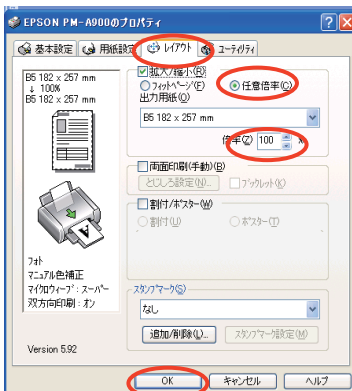 EPSON PM-A900のプロパティ
基本設定
用紙設
レイアウト
ユーティリティ
B5 182 x 257 mm
↓ 100%
B5 182 x 257 mm
フォト
マニュアル色補正
マイクロウィーブ：スーパー
双方向印刷：オン
Version 5.92
拡大/縮小(R)
フィットページ(F)
任意倍率(C)
出力用紙(O)
B5 182 x 257 mm
倍率(Z) 100 %
両面印刷(手動)(B)
とじしろ設定(N)...
ブックレット(K)
割付/ポスター(W)
割付(U)
ポスター(T)
スタンプマーク(S)
なし
追加/削除(L)...
スタンプマーク設定(M)
OK
キャンセル
ヘルプ